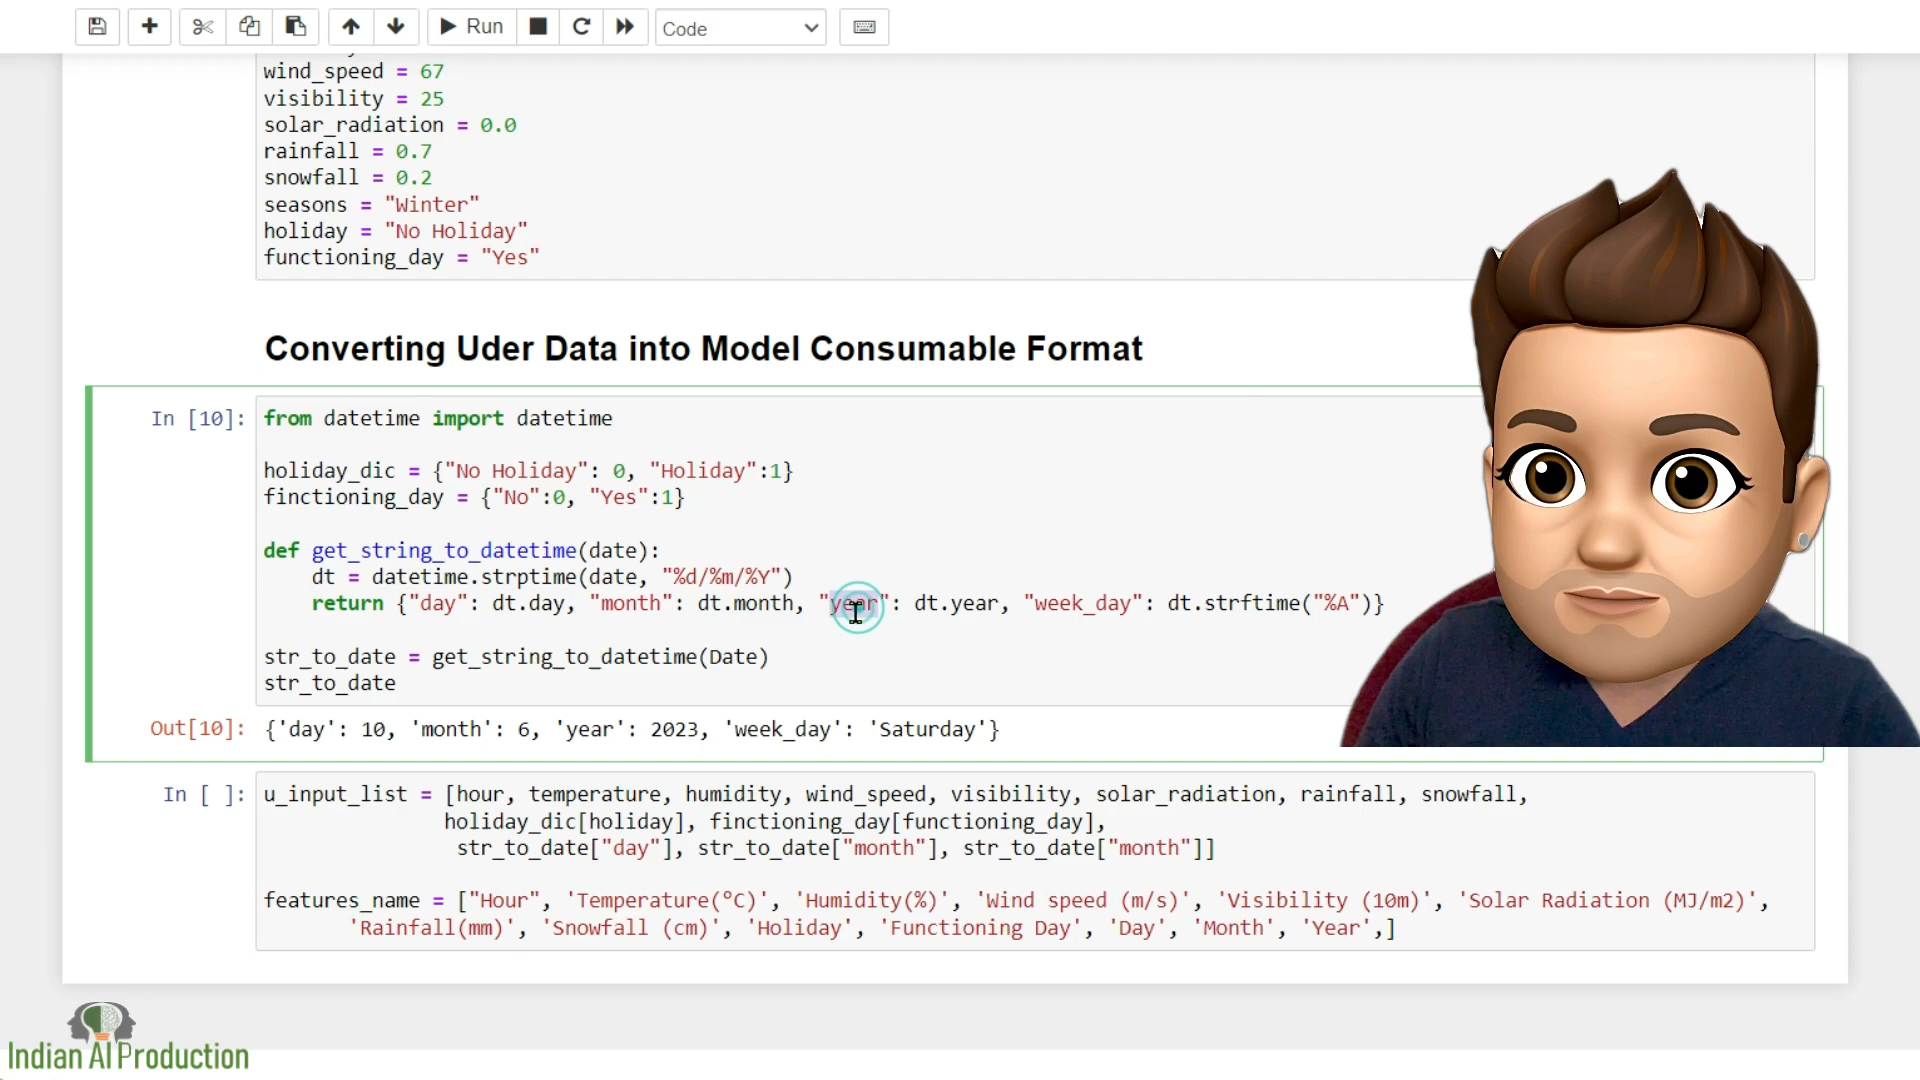 Run
Code
wind_speed = 67
visibility = 25
solar_radiation = 0.0
rainfall = 0.7
snowfall = 0.2
seasons = "Winter"
holiday = "No Holiday"
functioning_day = "Yes"
Converting Uder Data into Model Consumable Format
In [10]: from datetime import datetime
holiday_dic = {"No Holiday": 0, "Holiday":1}
finctioning_day = {"No":0, "Yes":1}
def get_string_to_datetime(date):
dt = datetime.strptime(date, "%d/%m/%Y")
return {"day": dt.day, "month": dt.month, "year": dt.year, "week_day": dt.strftime("%A")}
str_to_date = get_string_to_datetime(Date)
str_to_date
Out[10]: {'day': 10, 'month': 6, 'year': 2023, 'week_day': 'Saturday'}
In [ ]: u_input_list = [hour, temperature, humidity, wind_speed, visibility, solar_radiation, rainfall, snowfall,
holiday_dic[holiday], finctioning_day[functioning_day],
str_to_date["day"], str_to_date["month"], str_to_date["month"]]
features_name = ["Hour", 'Temperature(°C)', 'Humidity(%)', 'Wind speed (m/s)', 'Visibility (10m)', 'Solar Radiation (MJ/m2)',
'Rainfall(mm)', 'Snowfall (cm)', 'Holiday', 'Functioning Day', 'Day', 'Month', 'Year',]
Indian AI Production